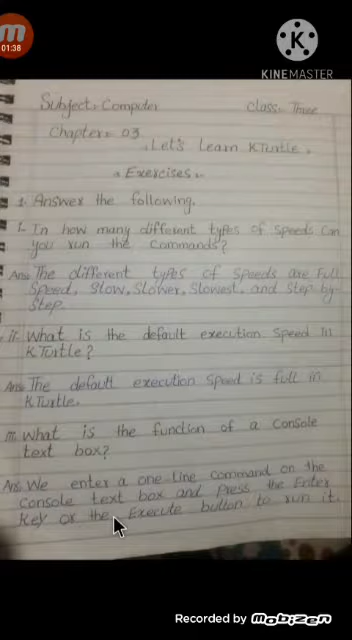 m
01:38
K
KINEMASTER
Subject= Computer Class= Three
Chapter= 03
Let's Learn KTurtle.
Exercises
1. Answer the following.
i. In how many different types of speeds can
you run the commands?
Ans: The different types of speeds are Full
Speed, Slow, Slower, Slowest, and Step-by-
Step.
ii. What is the default execution speed in
KTurtle?
Ans: The default execution speed is full in
KTurtle.
iii. What is the function of a console
text box?
Ans: We enter a one-line command on the
Console text box and press the Enter
key or the Execute button to run it.
Recorded by mobizen